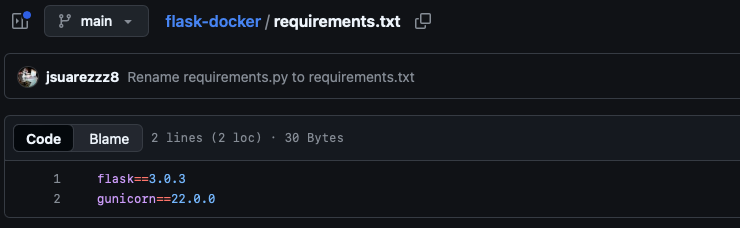 main
flask-docker / requirements.txt
jsuarezzz8 Rename requirements.py to requirements.txt
Code Blame 2 lines (2 loc) · 30 Bytes
1 flask==3.0.3
2 gunicorn==22.0.0